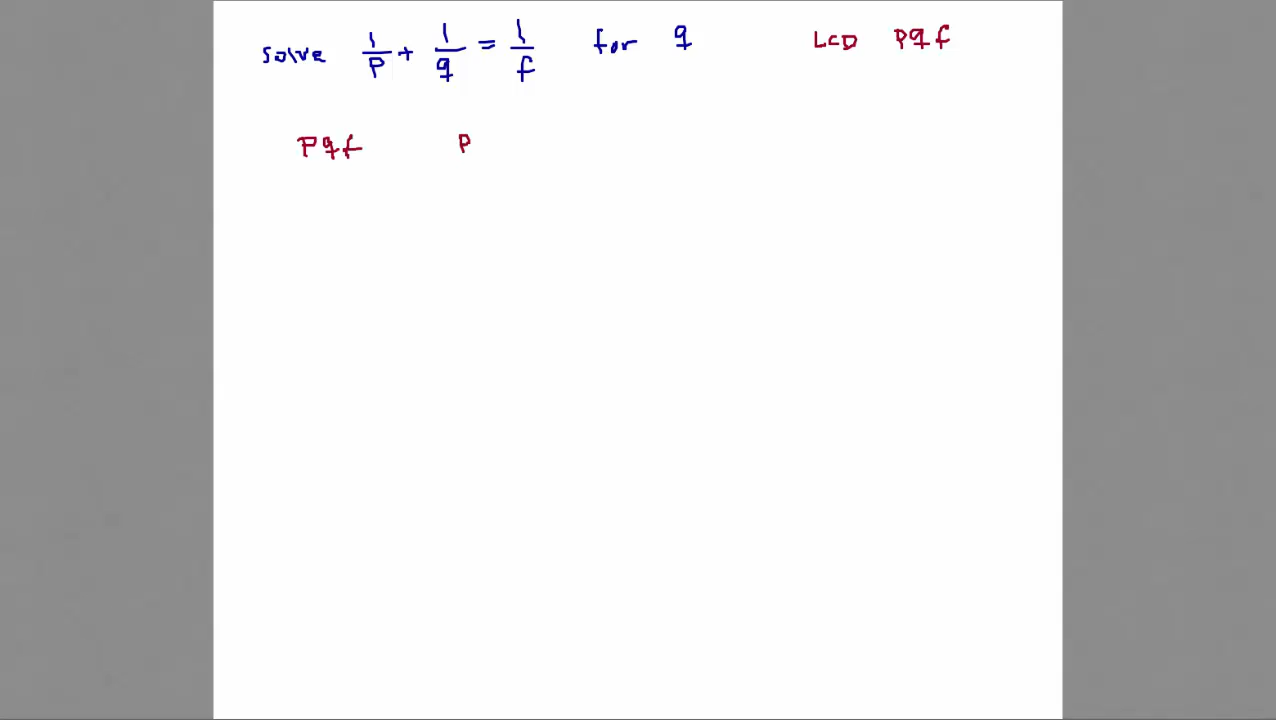 Solve 1/P + 1/q = 1/f for q LCD Pqf
Pqf P